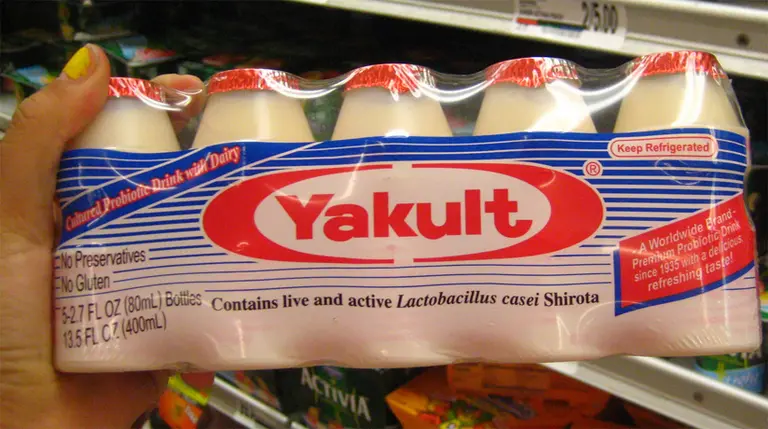 2/5.00
Keep Refrigerated
Cultured Probiotic Drink with Dairy
Yakult®
A Worldwide Brand-
Premium Probiotic Drink
since 1935 with a delicious,
refreshing taste!
No Preservatives
No Gluten
5-2.7 FL OZ (80mL) Bottles
13.5 FL OZ (400mL)
Contains live and active Lactobacillus casei Shirota
ACTIVIA